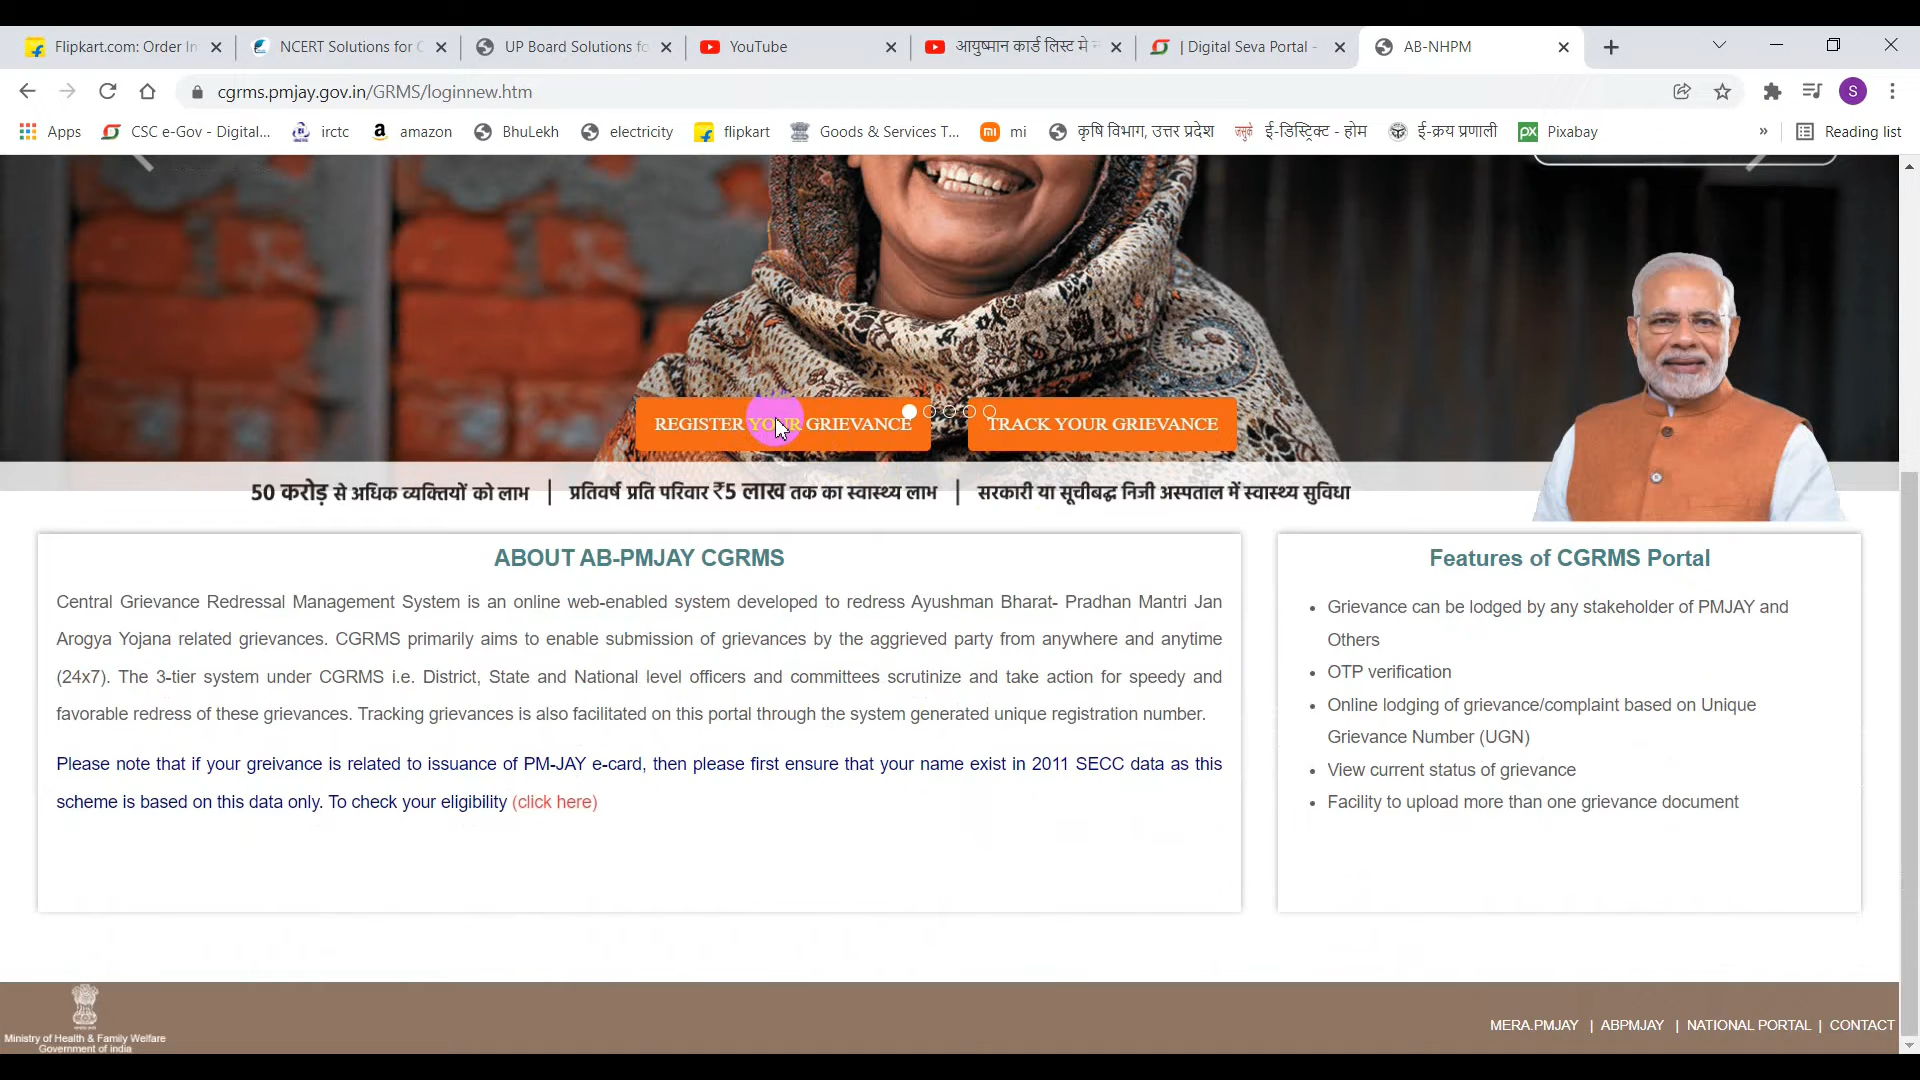 Flipkart.com: Order In
NCERT Solutions for C
UP Board Solutions fo
YouTube
आयुष्मान कार्ड लिस्ट मे न
| Digital Seva Portal -
AB-NHPM
cgrms.pmjay.gov.in/GRMS/loginnew.htm
S
Apps
CSC e-Gov - Digital...
irctc
amazon
BhuLekh
electricity
flipkart
Goods & Services T...
mi
कृषि विभाग, उत्तर प्रदेश
ई-डिस्ट्रिक्ट - होम
ई-क्रय प्रणाली
px Pixabay
»
Reading list
REGISTER YOUR GRIEVANCE
TRACK YOUR GRIEVANCE
50 करोड़ से अधिक व्यक्तियों को लाभ | प्रतिवर्ष प्रति परिवार ₹5 लाख तक का स्वास्थ्य लाभ | सरकारी या सूचीबद्ध निजी अस्पताल में स्वास्थ्य सुविधा
ABOUT AB-PMJAY CGRMS
Central Grievance Redressal Management System is an online web-enabled system developed to redress Ayushman Bharat- Pradhan Mantri Jan
Arogya Yojana related grievances. CGRMS primarily aims to enable submission of grievances by the aggrieved party from anywhere and anytime
(24x7). The 3-tier system under CGRMS i.e. District, State and National level officers and committees scrutinize and take action for speedy and
favorable redress of these grievances. Tracking grievances is also facilitated on this portal through the system generated unique registration number.
Please note that if your greivance is related to issuance of PM-JAY e-card, then please first ensure that your name exist in 2011 SECC data as this
scheme is based on this data only. To check your eligibility (click here)
Features of CGRMS Portal
• Grievance can be lodged by any stakeholder of PMJAY and
Others
• OTP verification
• Online lodging of grievance/complaint based on Unique
Grievance Number (UGN)
• View current status of grievance
• Facility to upload more than one grievance document
Ministry of Health & Family Welfare
Government of India
MERA.PMJAY | ABPMJAY | NATIONAL PORTAL | CONTACT